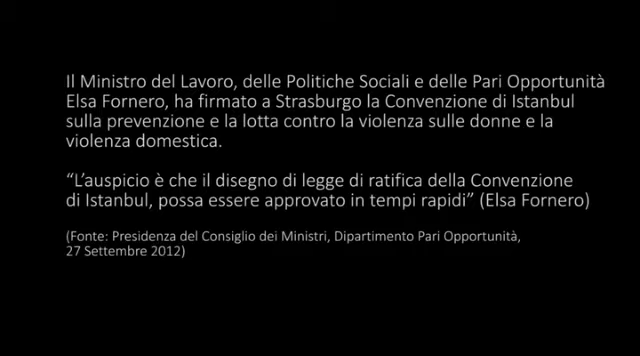 Il Ministro del Lavoro, delle Politiche Sociali e delle Pari Opportunità
Elsa Fornero, ha firmato a Strasburgo la Convenzione di Istanbul
sulla prevenzione e la lotta contro la violenza sulle donne e la
violenza domestica.
“L’auspicio è che il disegno di legge di ratifica della Convenzione
di Istanbul, possa essere approvato in tempi rapidi” (Elsa Fornero)
(Fonte: Presidenza del Consiglio dei Ministri, Dipartimento Pari Opportunità,
27 Settembre 2012)